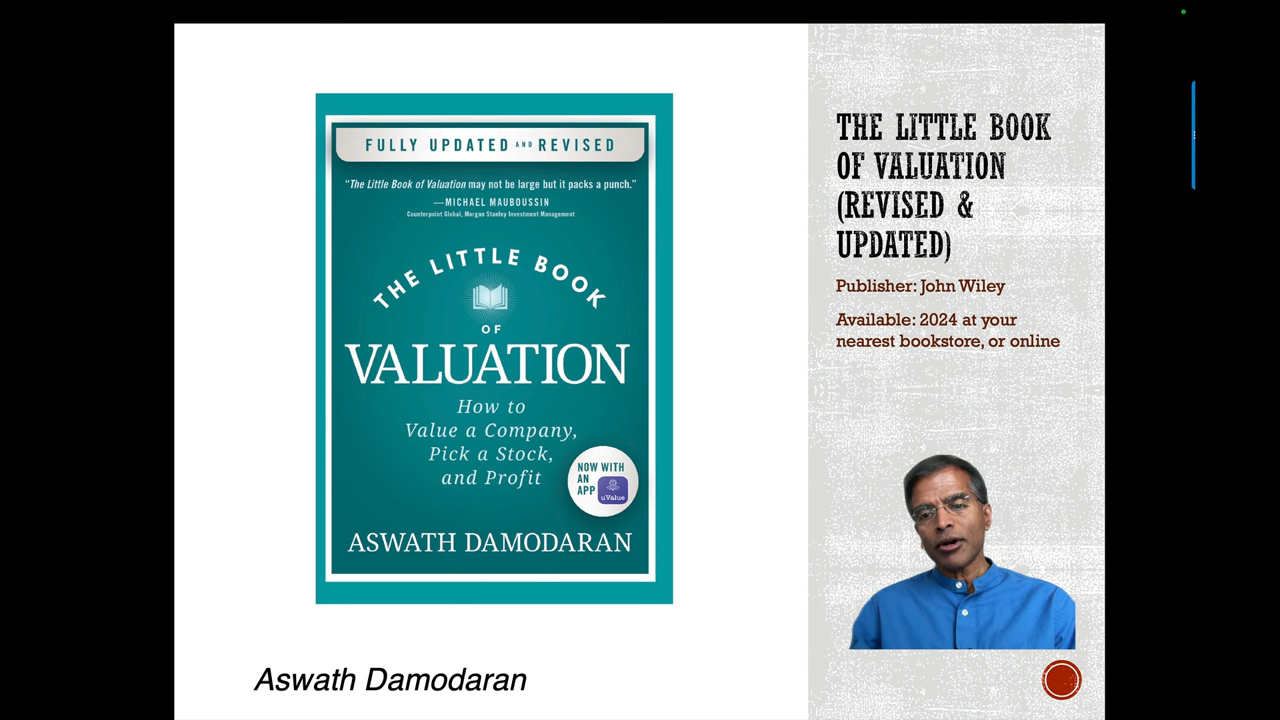 FULLY UPDATED AND REVISED
“The Little Book of Valuation may not be large but it packs a punch.”
—MICHAEL MAUBOUSSIN
Counterpoint Global, Morgan Stanley Investment Management
THE LITTLE BOOK
OF
VALUATION
How to
Value a Company,
Pick a Stock,
and Profit
NOW WITH
AN
APP
uValue
ASWATH DAMODARAN
Aswath Damodaran
THE LITTLE BOOK
OF VALUATION
(REVISED &
UPDATED)
Publisher: John Wiley
Available: 2024 at your
nearest bookstore, or online